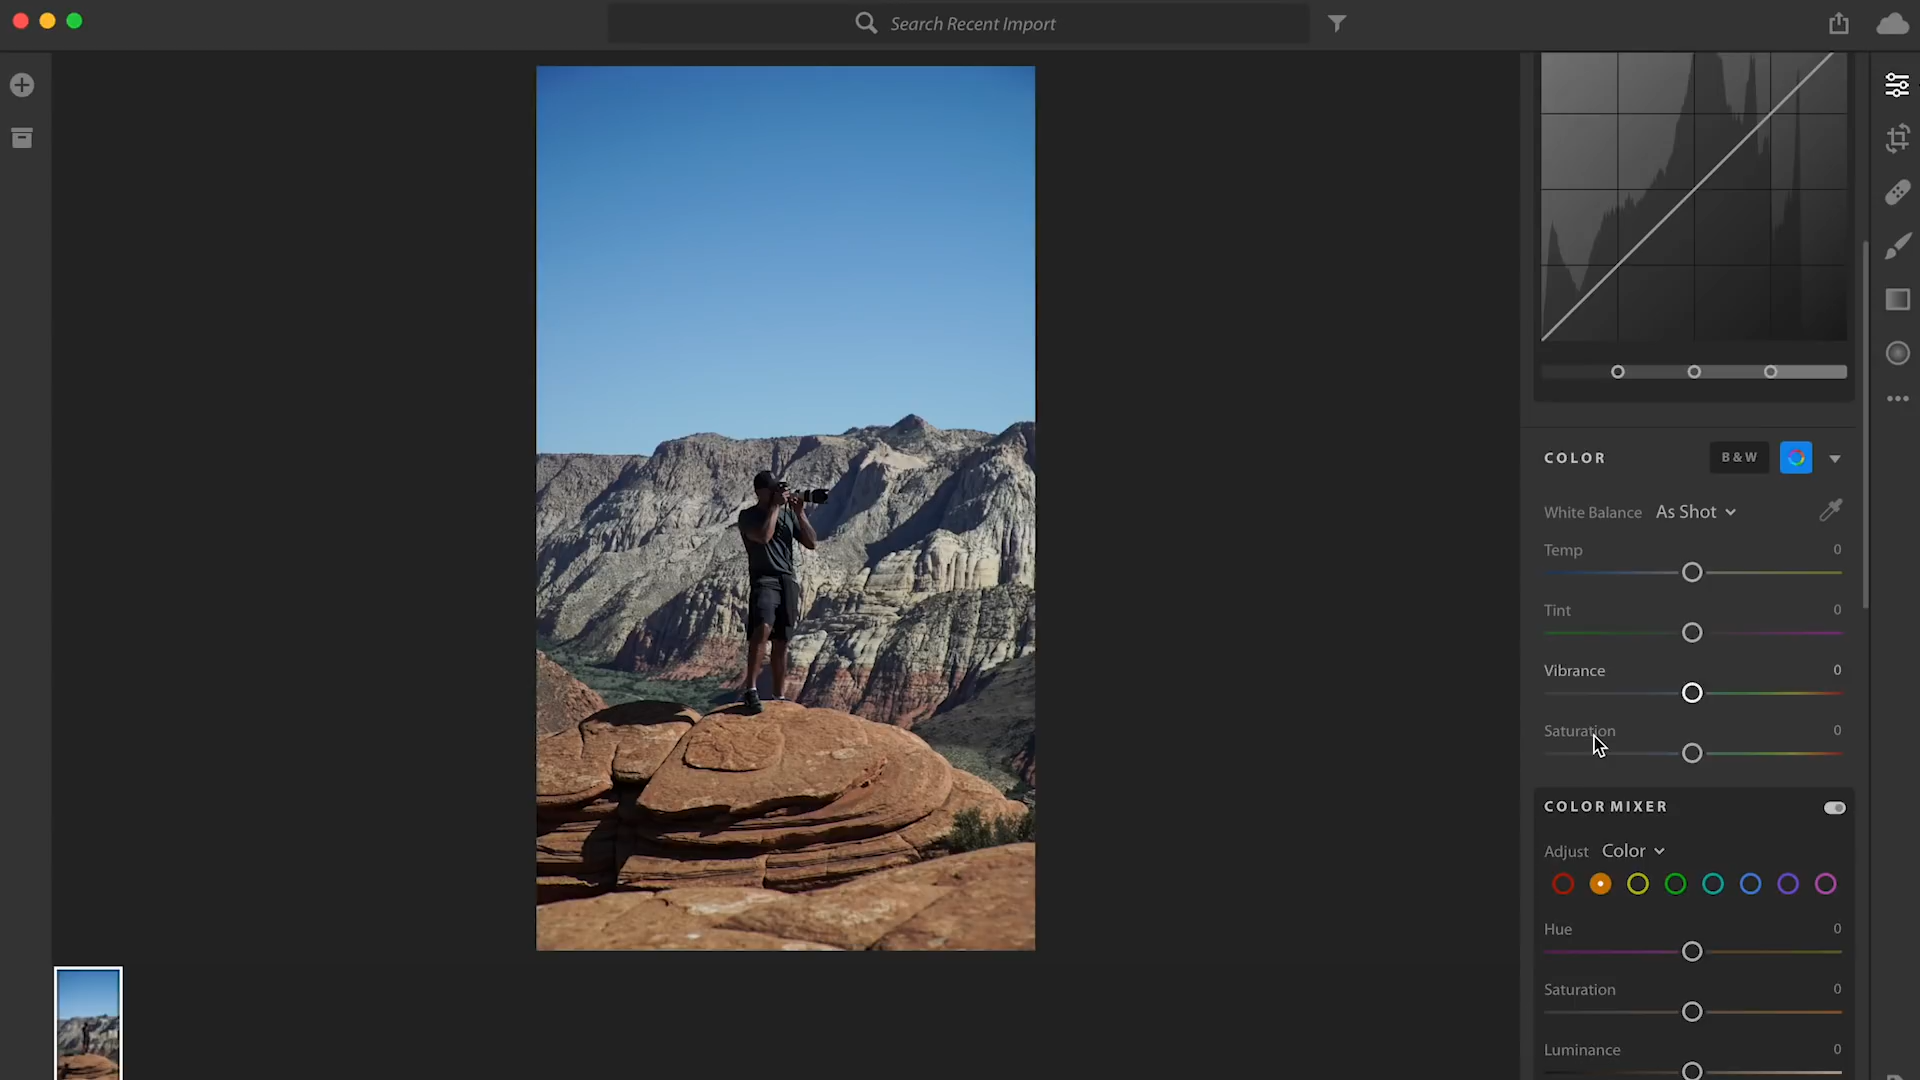 Search Recent Import
COLOR B&W
White Balance As Shot
Temp 0
Tint 0
Vibrance 0
Saturation 0
COLOR MIXER
Adjust Color
Hue 0
Saturation 0
Luminance 0